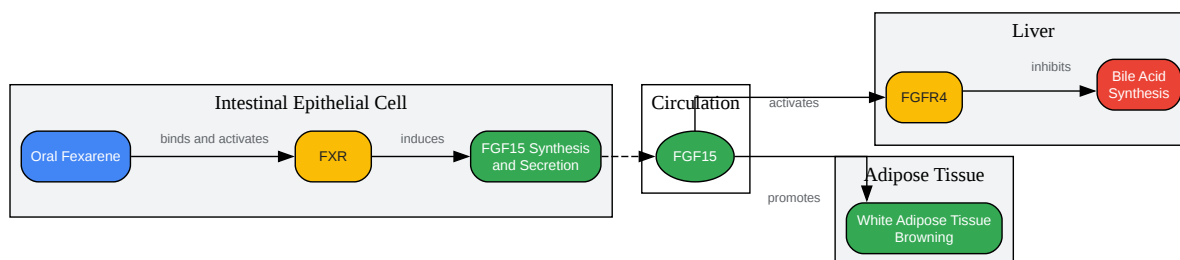 Intestinal Epithelial Cell
Oral Fexarene
binds and activates
FXR
induces
FGF15 Synthesis
and Secretion
Circulation
FGF15
activates
promotes
Liver
FGFR4
inhibits
Bile Acid
Synthesis
Adipose Tissue
White Adipose Tissue
Browning